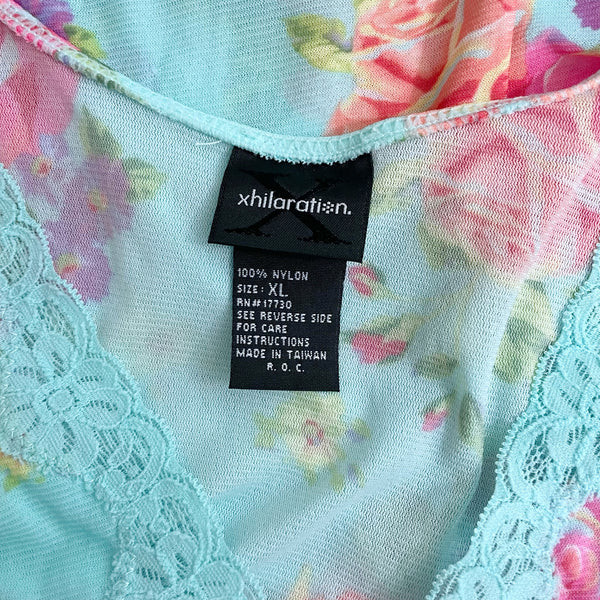 xhilaration.
100% NYLON
SIZE: XL
RN#17730
SEE REVERSE SIDE
FOR CARE
INSTRUCTIONS
MADE IN TAIWAN
R. O. C.